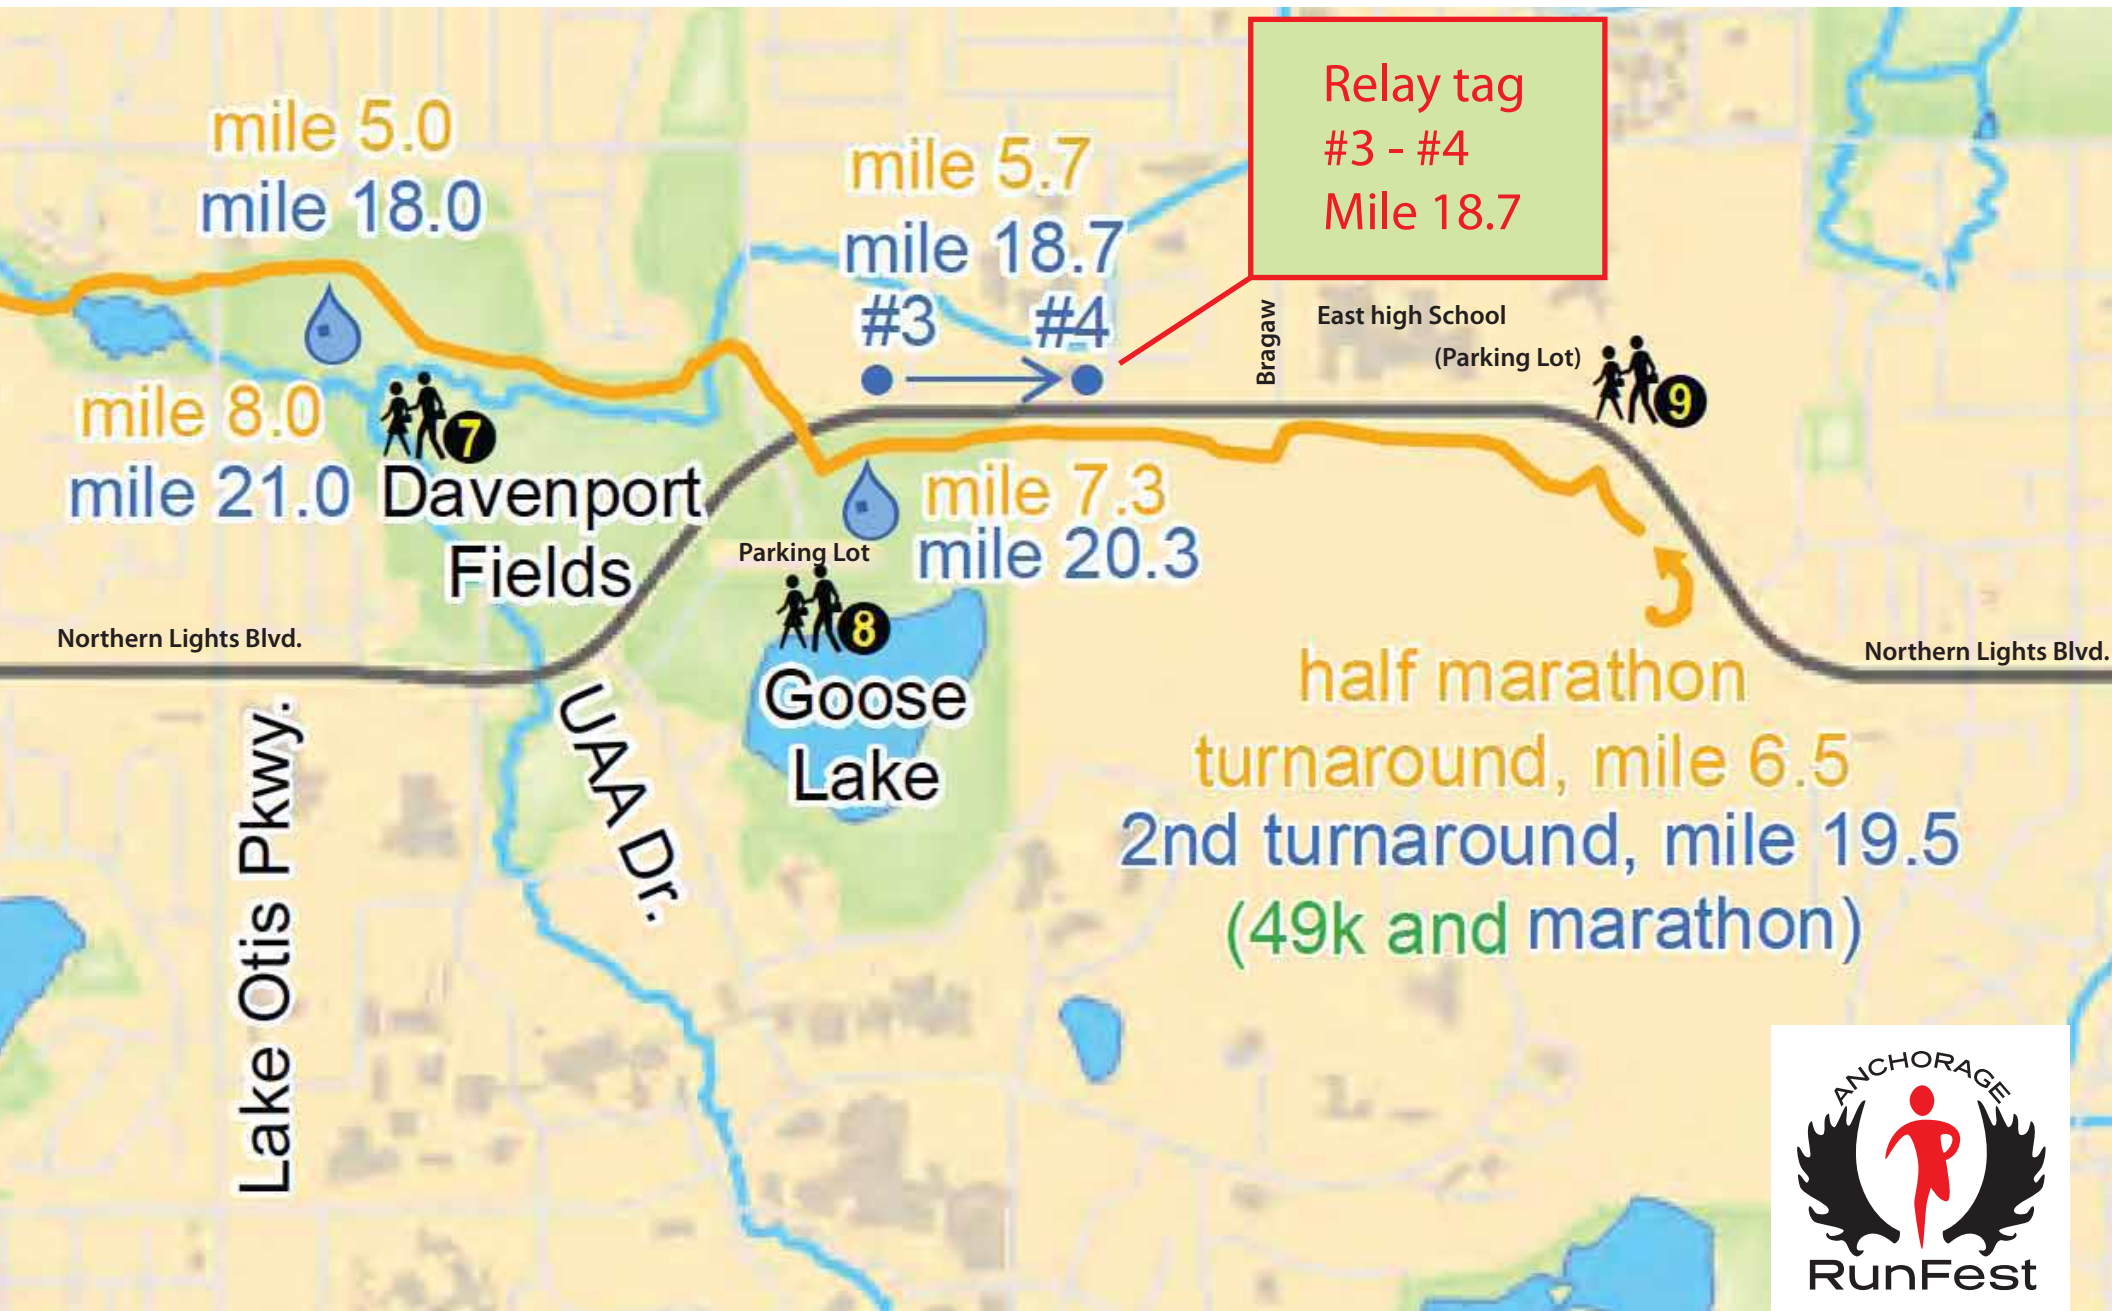 Relay tag
#3 - #4
Mile 18.7
mile 5.0
mile 18.0
mile 5.7
mile 18.7
#3 #4
Bragaw
East high School
(Parking Lot)
9
mile 8.0
mile 21.0
7
Davenport
Fields
mile 7.3
mile 20.3
Parking Lot
8
Goose
Lake
Northern Lights Blvd.
Northern Lights Blvd.
Lake Otis Pkwy.
UAA Dr.
half marathon
turnaround, mile 6.5
2nd turnaround, mile 19.5
(49k and marathon)
ANCHORAGE
RunFest